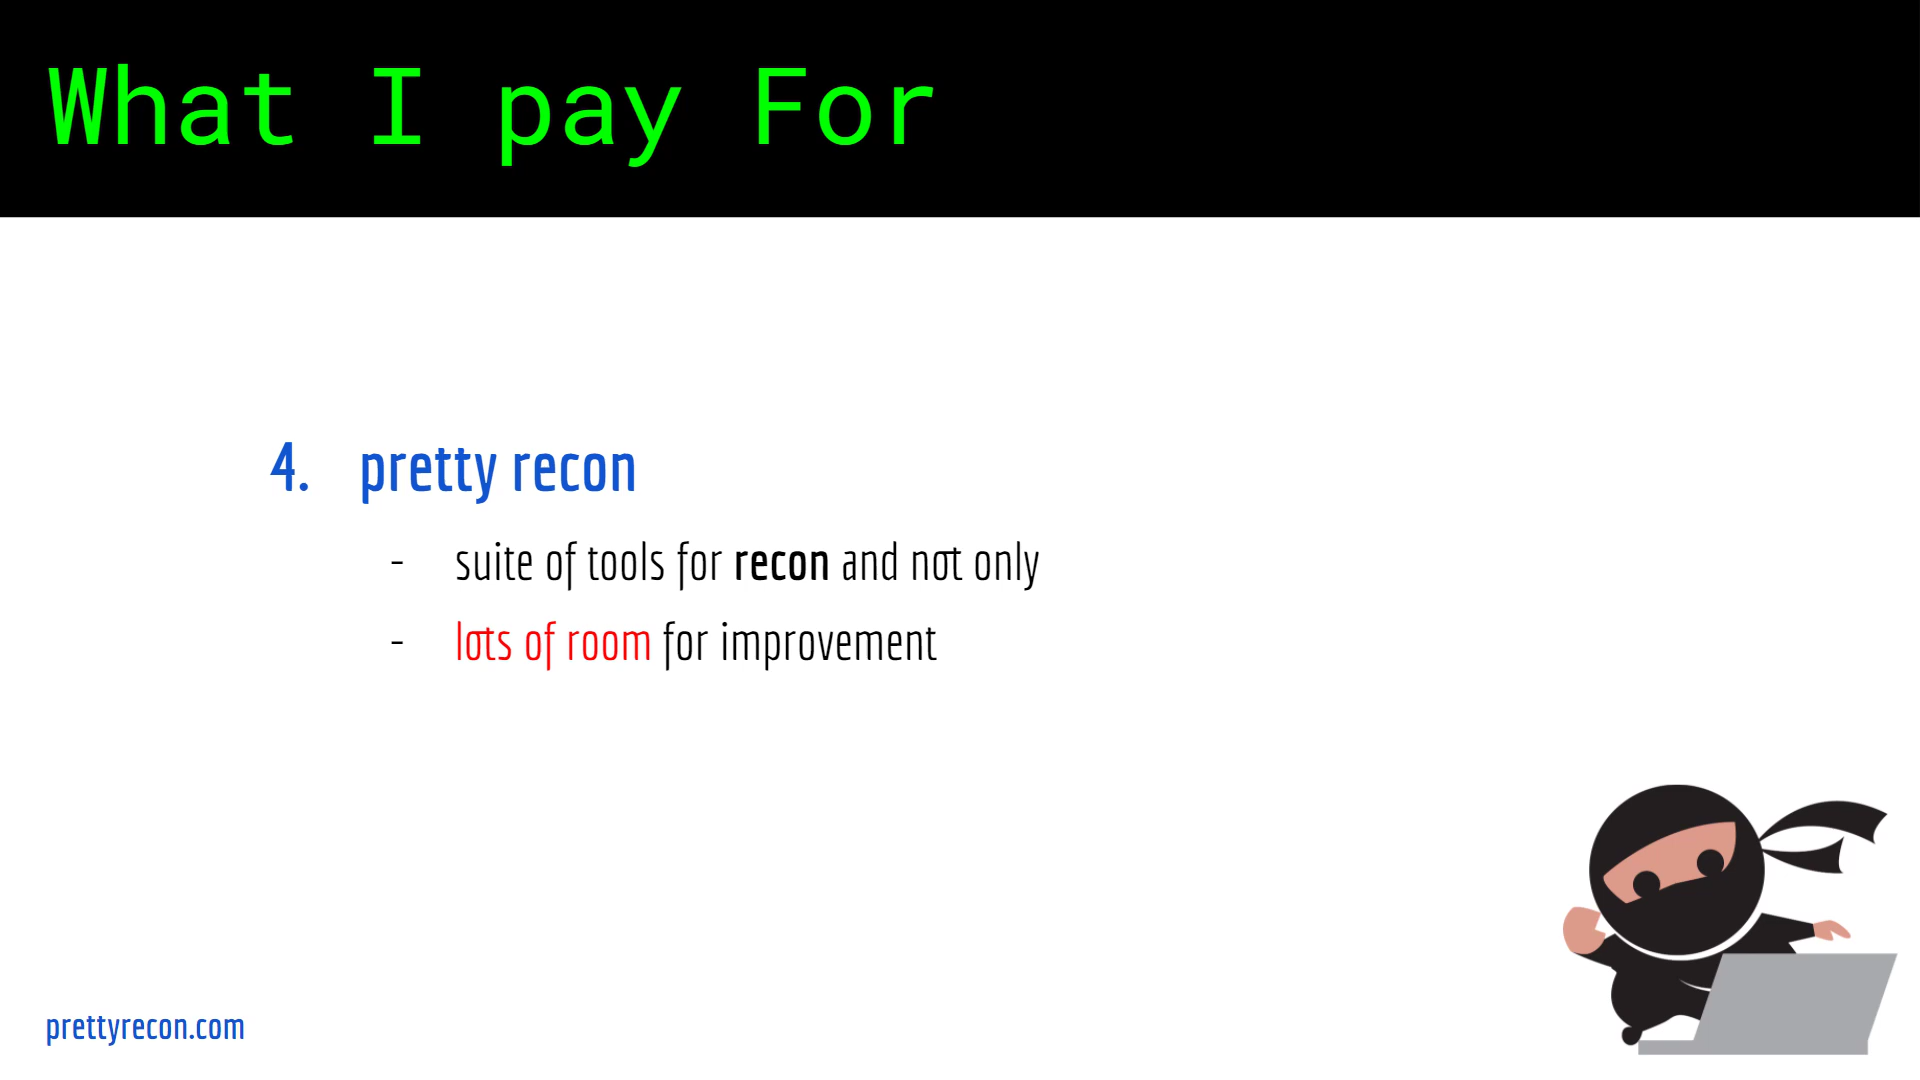 What I pay For
4. pretty recon
- suite of tools for recon and not only
- lots of room for improvement
prettyrecon.com